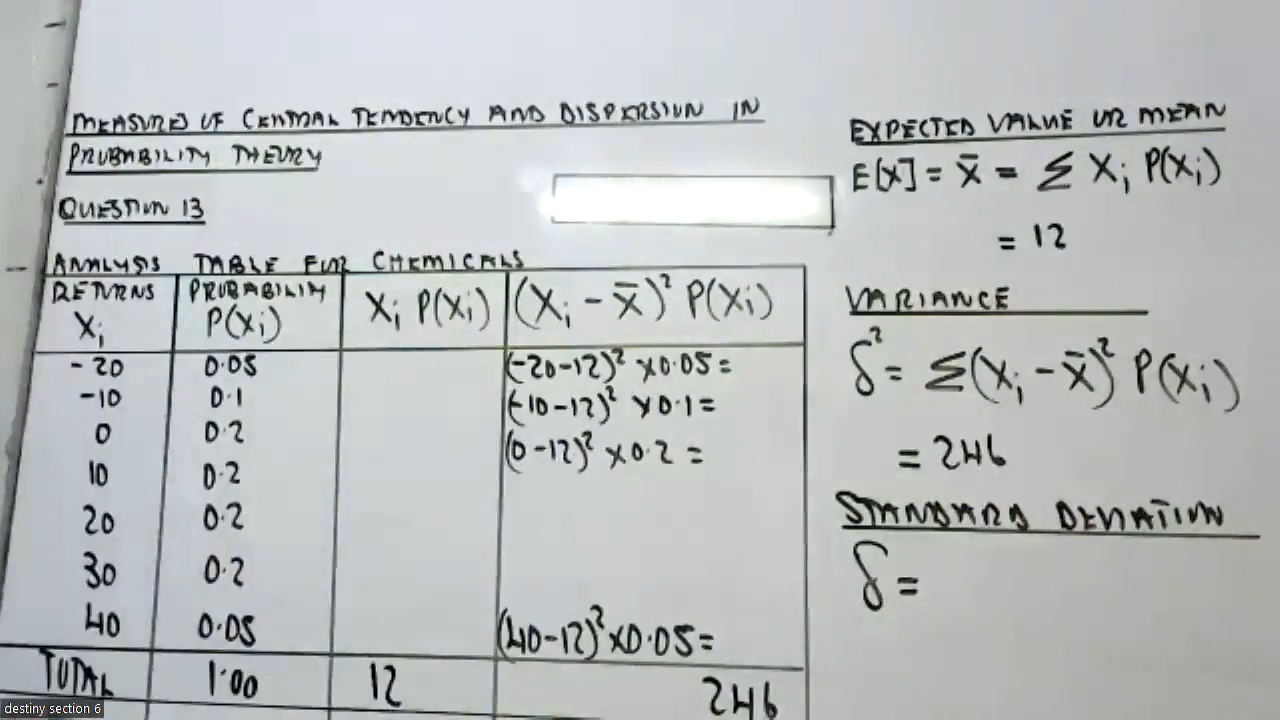 MEASURES OF CENTRAL TENDENCY AND DISPERSION IN
PROBABILITY THEORY
QUESTION 13
ANALYSIS TABLE FOR CHEMICALS
RETURNS Xi | PROBABILITY P(Xi) | Xi P(Xi) | (Xi - X̄)² P(Xi)
-20 0.05 (-20-12)² x0.05=
-10 0.1 (-10-12)² x0.1=
0 0.2 (0-12)² x0.2=
10 0.2
20 0.2
30 0.2
40 0.05 (40-12)²x0.05=
TOTAL 1.00 12 246
EXPECTED VALUE OR MEAN
E[X] = x̄ = Σ Xi P(Xi)
= 12
VARIANCE
δ² = Σ(Xi - X̄)² P(Xi)
= 246
STANDARD DEVIATION
δ =
destiny section 6